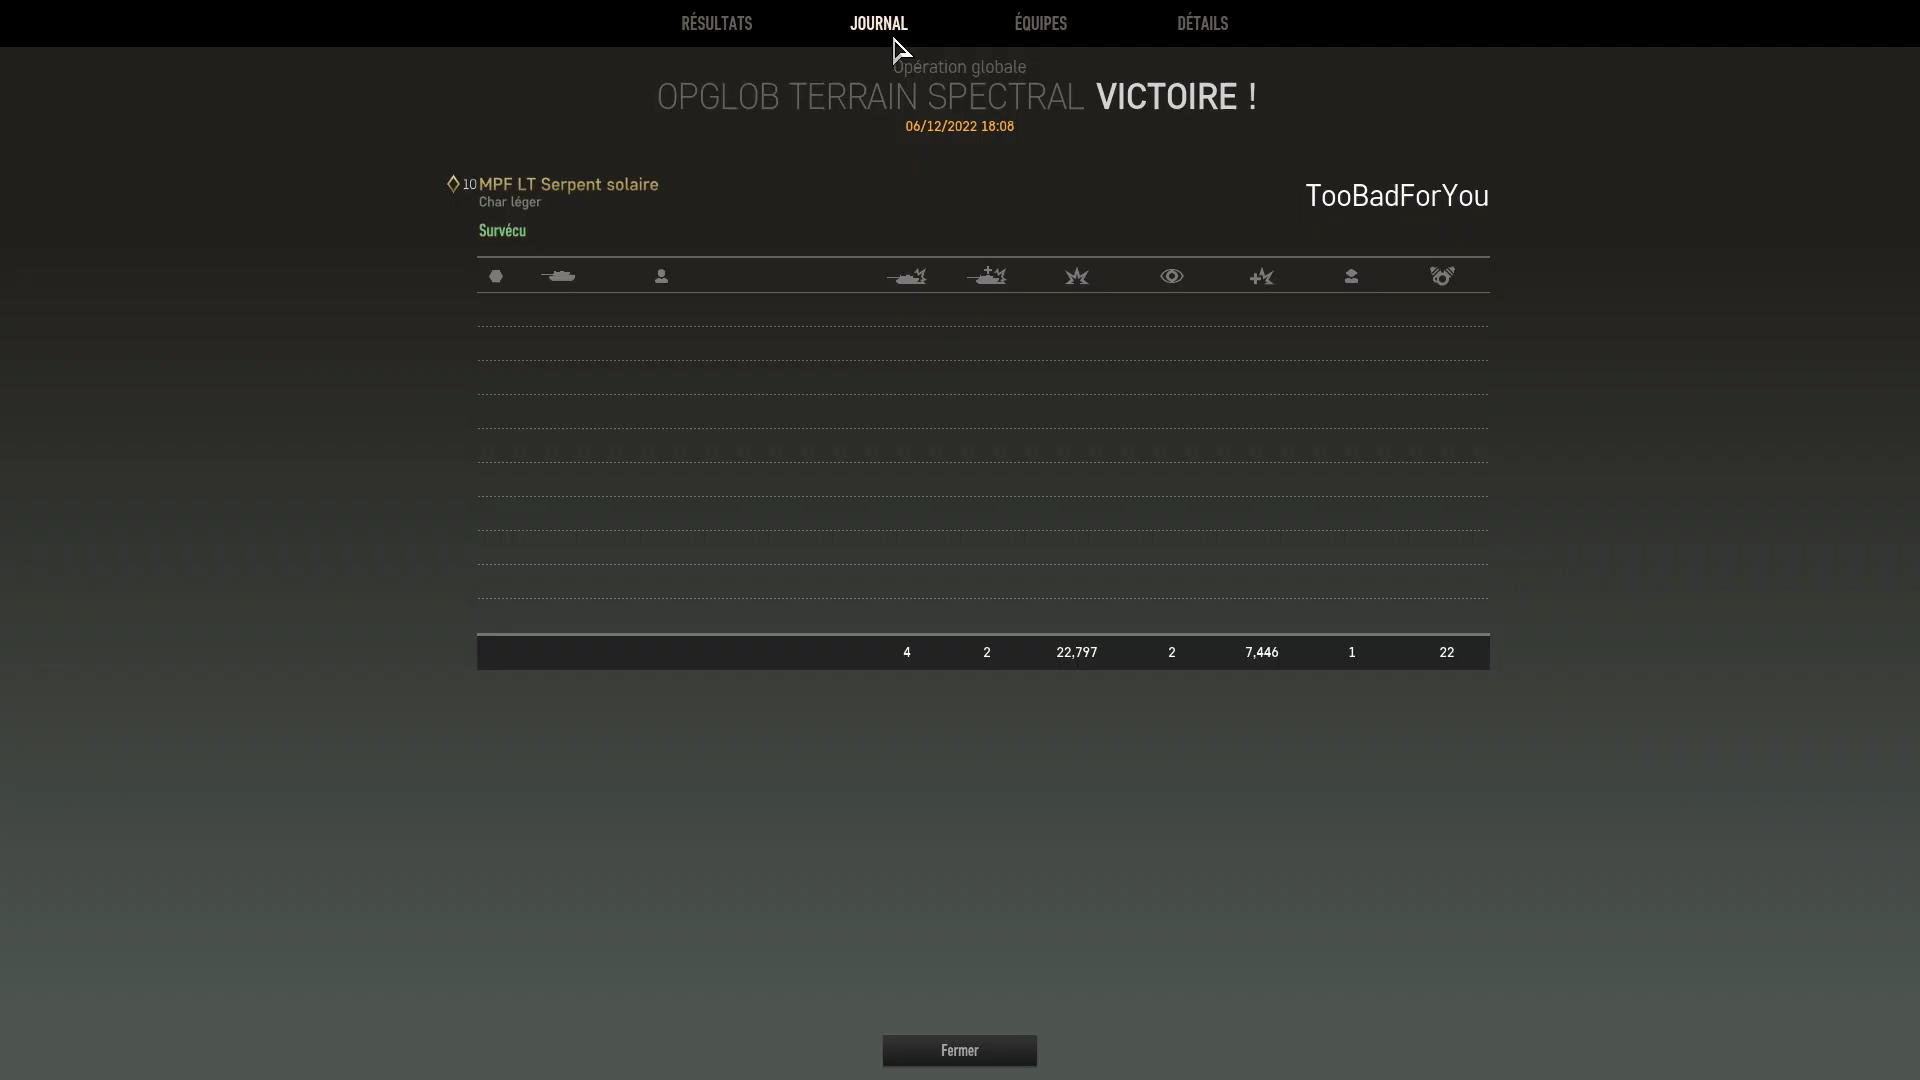 RÉSULTATS JOURNAL ÉQUIPES DÉTAILS
Opération globale
OPGLOB TERRAIN SPECTRAL VICTOIRE !
06/12/2022 18:08
10 MPF LT Serpent solaire
Char léger
TooBadForYou
Survécu
4 2 22,797 2 7,446 1 22
Fermer